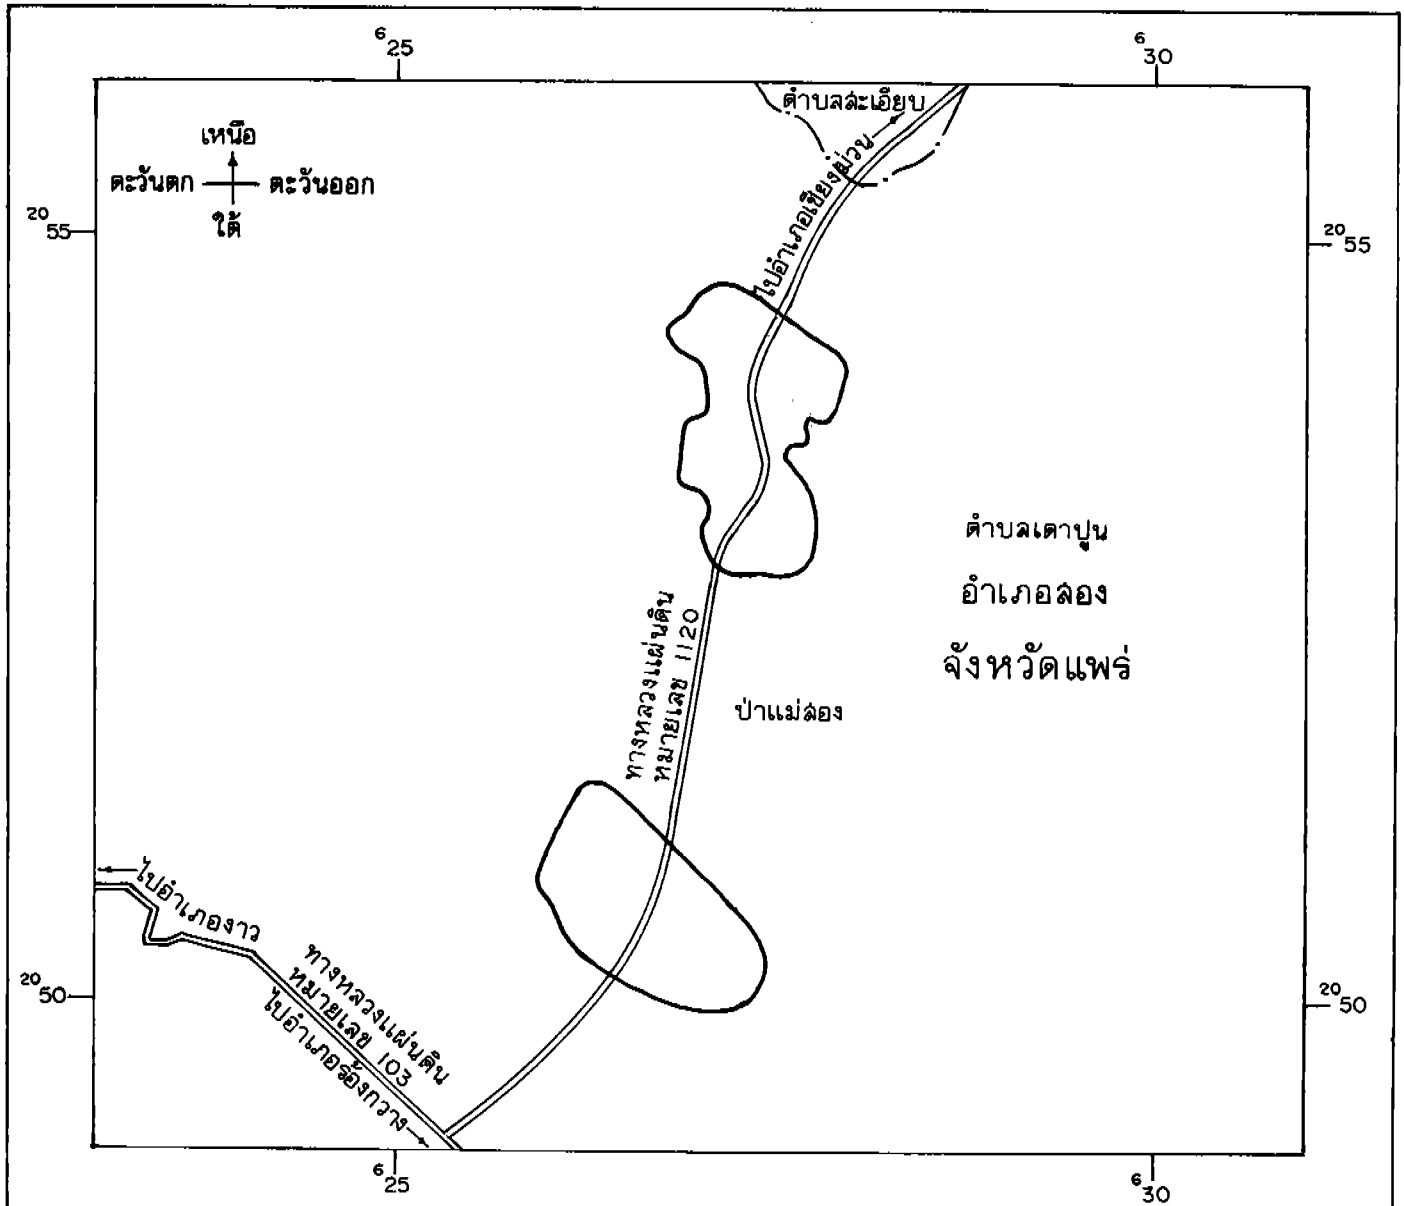 6 25
6 30
ตำบลสะเอียบ
เหนือ
ตะวันตก
ตะวันออก
ใต้
ไปอำเภอเชียงม่วน
20 55
20 55
ตำบลเตาปูน
อำเภอสอง
จังหวัดแพร่
ทางหลวงแผ่นดิน
หมายเลข 1120
ป่าแม่สอง
ไปอำเภองาว
ทางหลวงแผ่นดิน
หมายเลข 103
ไปอำเภอร้องกวาง
20 50
20 50
6 25
6 30